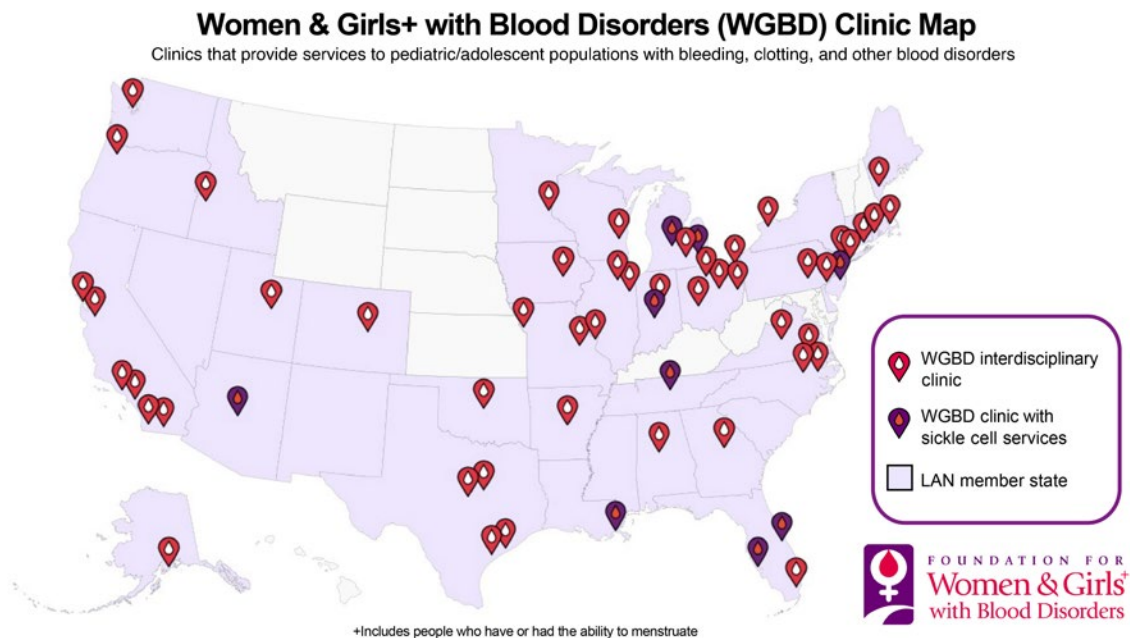 Women & Girls+ with Blood Disorders (WGBD) Clinic Map
Clinics that provide services to pediatric/adolescent populations with bleeding, clotting, and other blood disorders
WGBD interdisciplinary
clinic
WGBD clinic with
sickle cell services
LAN member state
FOUNDATION FOR
Women & Girls+
with Blood Disorders
+Includes people who have or had the ability to menstruate